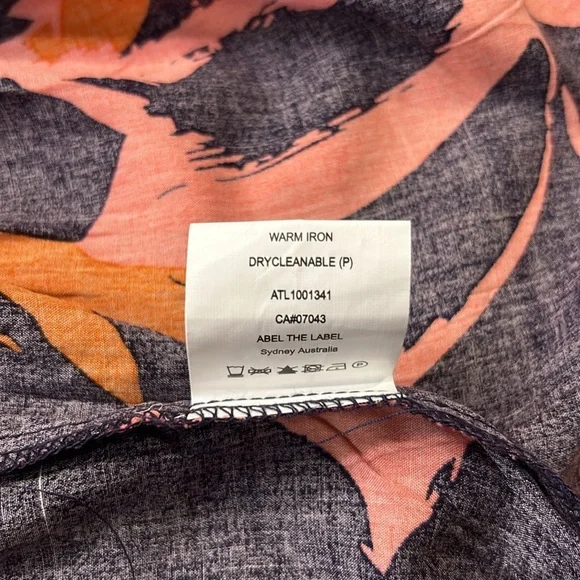 WARM IRON
DRYCLEANABLE (P)
ATL1001341
CA#07043
ABEL THE LABEL
Sydney Australia